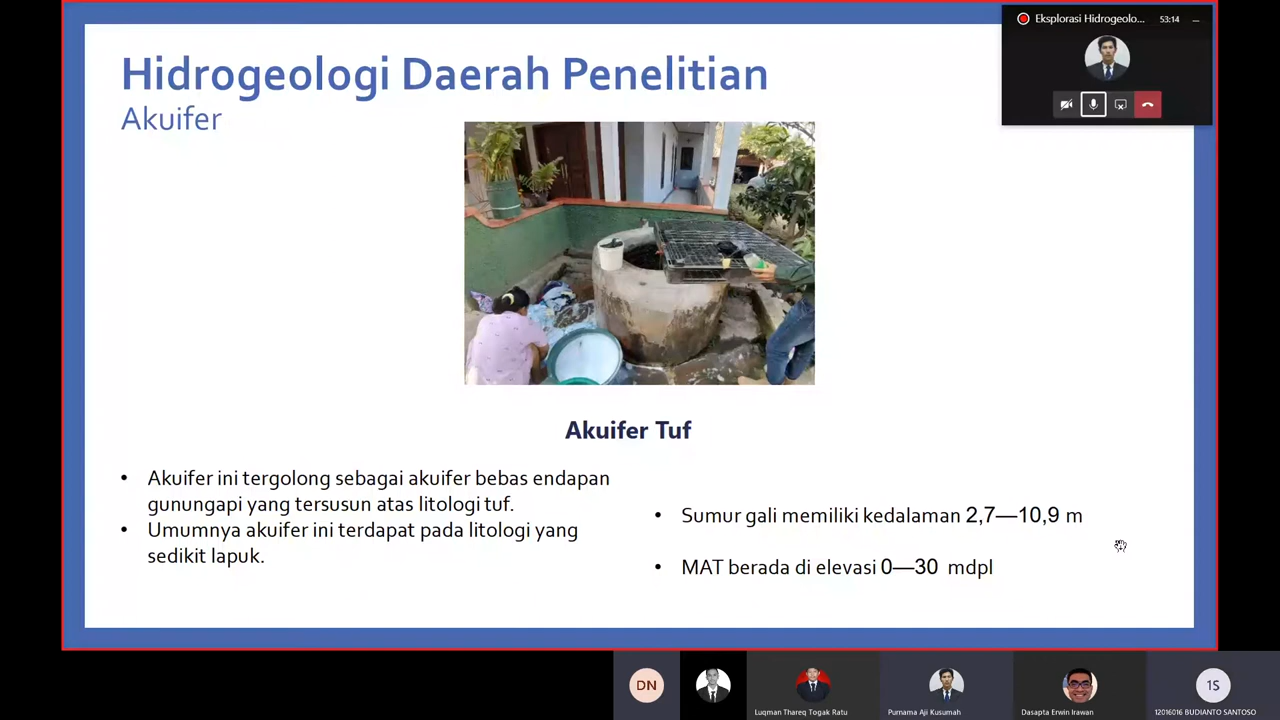 Eksplorasi Hidrogeolo...
53:14
Hidrogeologi Daerah Penelitian
Akuifer
Akuifer Tuf
• Akuifer ini tergolong sebagai akuifer bebas endapan
gunungapi yang tersusun atas litologi tuf.
• Umumnya akuifer ini terdapat pada litologi yang
sedikit lapuk.
• Sumur gali memiliki kedalaman 2,7—10,9 m
• MAT berada di elevasi 0—30 mdpl
DN
Luqman Thareq Togak Ratu
Purnama Aji Kusumah
Dasapta Erwin Irawan
1S
12016016 BUDIANTO SANTOSO